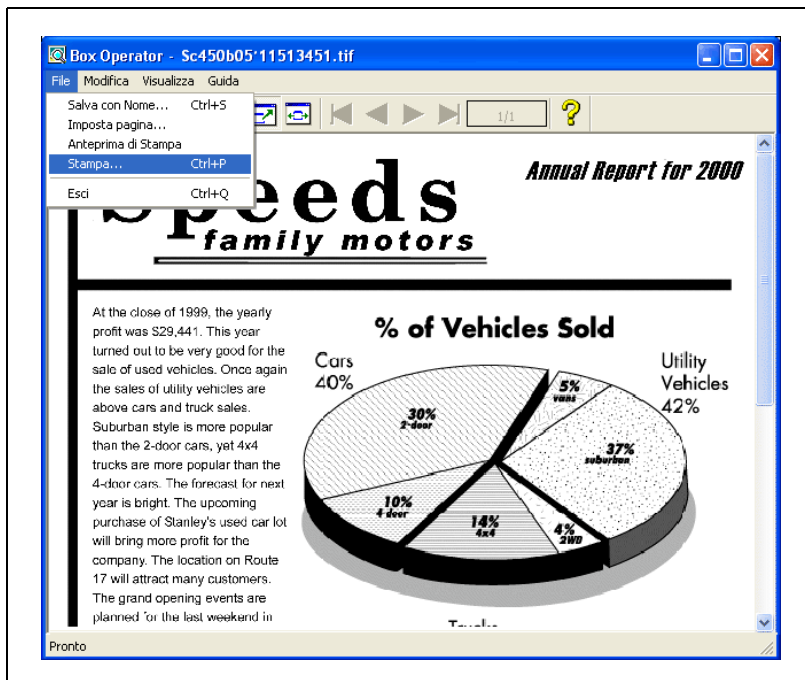 Box Operator - Sc450b05*11513451.tif
File Modifica Visualizza Guida
Salva con Nome... Ctrl+S
Imposta pagina...
Anteprima di Stampa
Stampa... Ctrl+P
Esci Ctrl+Q
1/1
Annual Report for 2000
Speeds
family motors
At the close of 1999, the yearly
profit was $29,441. This year
turned out to be very good for the
sale of used vehicles. Once again
the sales of utility vehicles are
above cars and truck sales.
Suburban style is more popular
than the 2-door cars, yet 4x4
trucks are more popular than the
4-door cars. The forecast for next
year is bright. The upcoming
purchase of Stanley's used car lot
will bring more profit for the
company. The location on Route
17 will attract many customers.
The grand opening events are
planned for the last weekend in
% of Vehicles Sold
Cars
40%
Utility
Vehicles
42%
5%
vans
30%
2-door
37%
suburban
10%
4 door
14%
4x4
4%
2WD
Trucks
Pronto